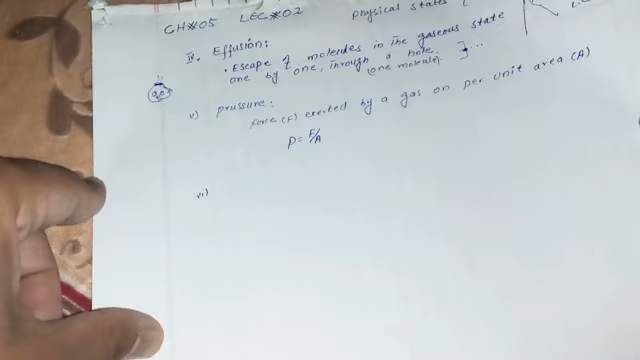 CH#05 LEC#02 Physical States (
iv. Effusion:
• Escape of molecules in the gaseous state
one by one, through a hole.
(one molecule). }...
v) pressure:
force (F) exerted by a gas on per unit area (A)
P = F/A
vi)